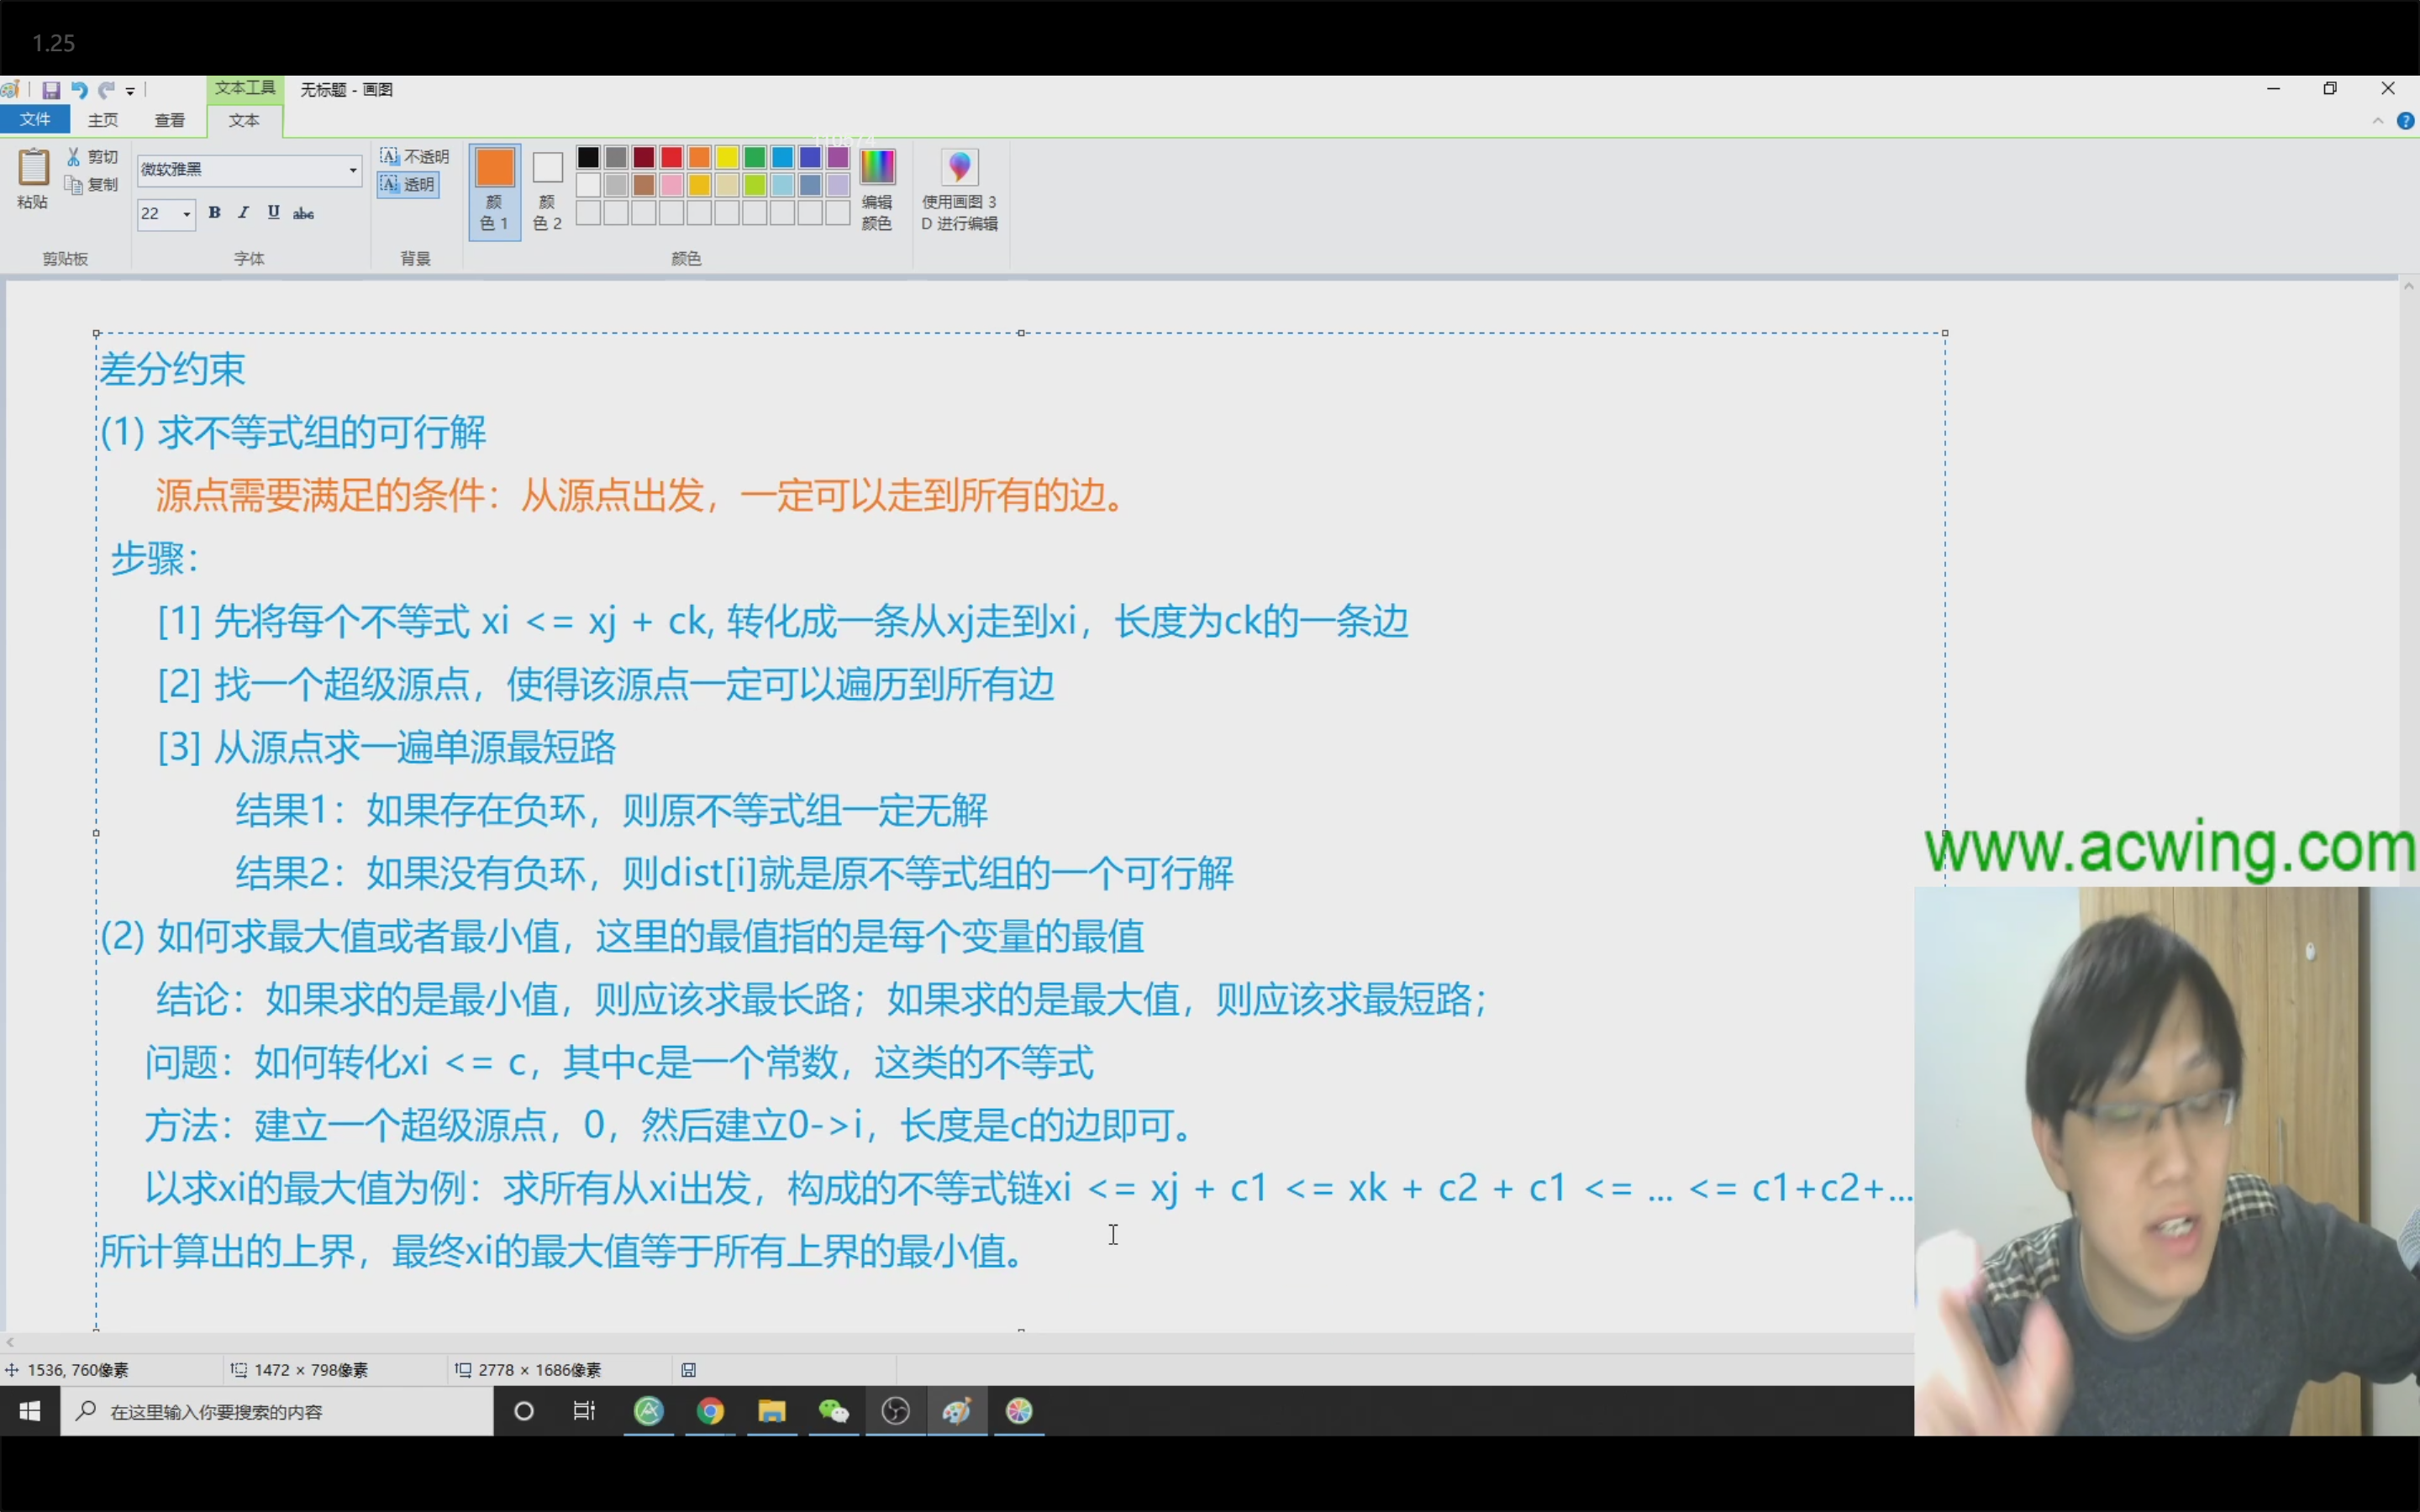 1.25
文本工具 无标题 - 画图
文件 主页 查看 文本
粘贴 剪切 复制
微软雅黑
22 B I U abc
不透明
透明
颜色 1 颜色 2
编辑颜色
使用画图 3D 进行编辑
剪贴板 字体 背景 颜色
差分约束
(1) 求不等式组的可行解
源点需要满足的条件：从源点出发，一定可以走到所有的边。
步骤：
[1] 先将每个不等式 xi <= xj + ck, 转化成一条从xj走到xi，长度为ck的一条边
[2] 找一个超级源点，使得该源点一定可以遍历到所有边
[3] 从源点求一遍单源最短路
结果1：如果存在负环，则原不等式组一定无解
结果2：如果没有负环，则dist[i]就是原不等式组的一个可行解
www.acwing.com
(2) 如何求最大值或者最小值，这里的最值指的是每个变量的最值
结论：如果求的是最小值，则应该求最长路；如果求的是最大值，则应该求最短路；
问题：如何转化xi <= c，其中c是一个常数，这类的不等式
方法：建立一个超级源点，0，然后建立0->i，长度是c的边即可。
以求xi的最大值为例：求所有从xi出发，构成的不等式链xi <= xj + c1 <= xk + c2 + c1 <= ... <= c1+c2+...
所计算出的上界，最终xi的最大值等于所有上界的最小值。
1536, 760像素 1472 × 798像素 2778 × 1686像素
在这里输入你要搜索的内容